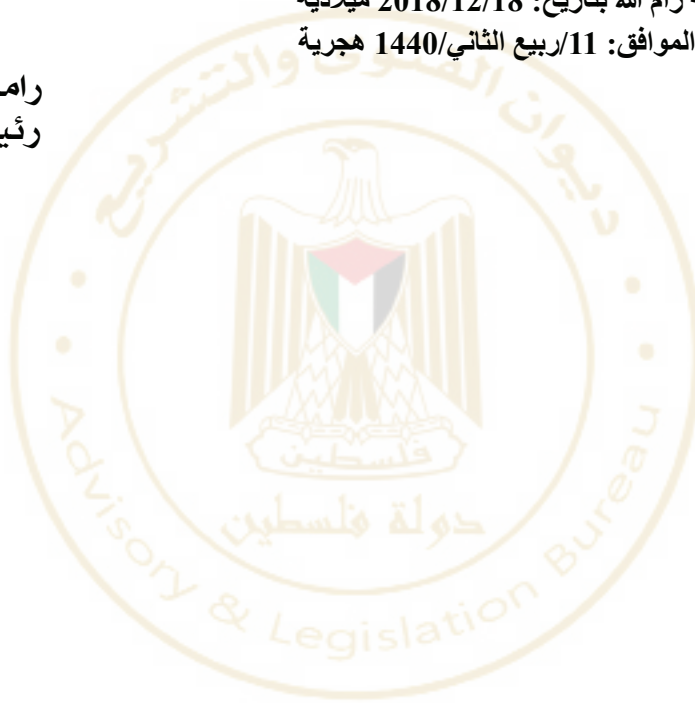 رام الله بتاريخ: 2018/12/18 ميلادية
الموافق: 11/ربيع الثاني/1440 هجرية
ديوان الفتوى والتشريع
فلسطين
دولة فلسطين
Advisory & Legislation Bureau